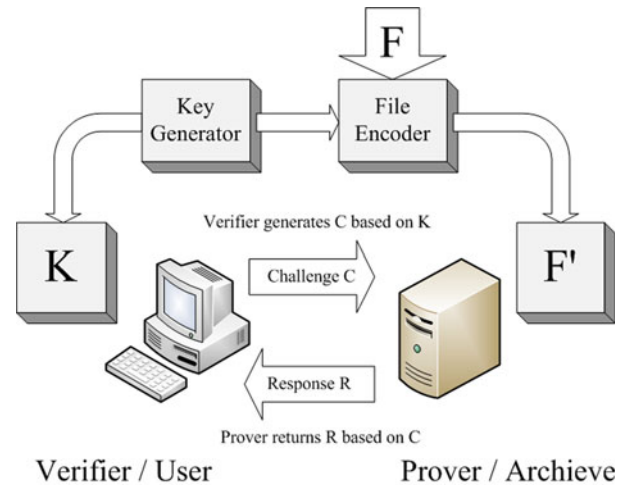 F
Key
Generator
File
Encoder
K
F'
Verifier generates C based on K
Challenge C
Response R
Prover returns R based on C
Verifier / User
Prover / Archieve